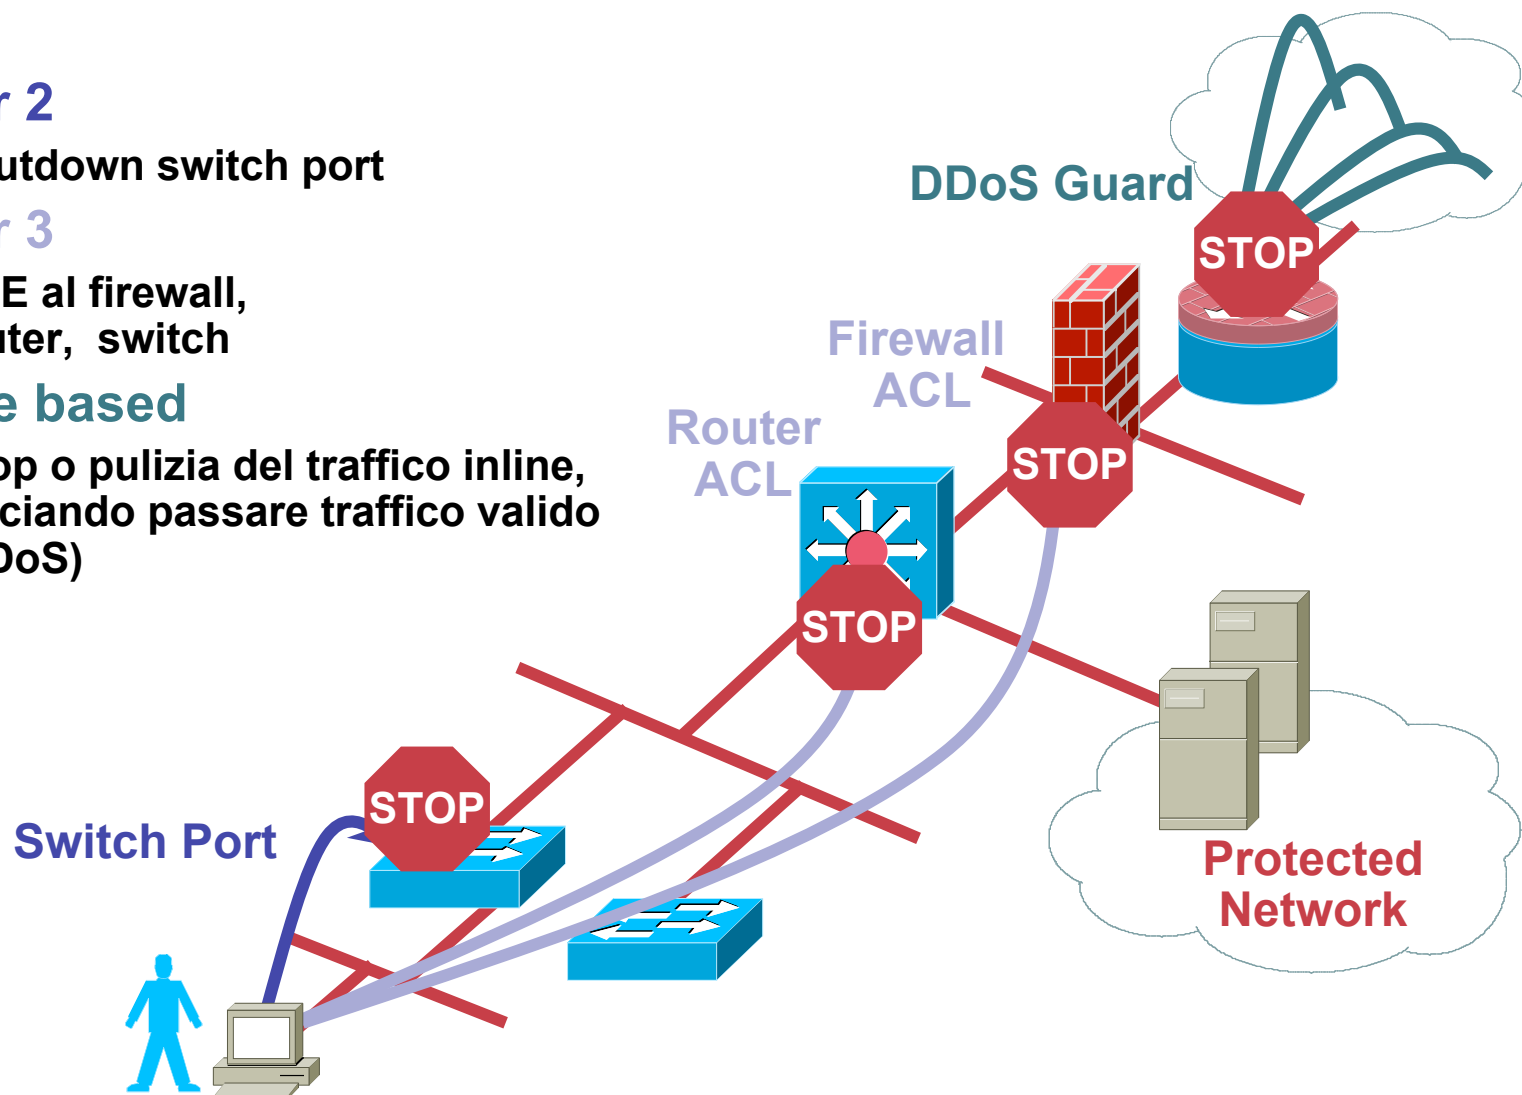 r 2
utdown switch port
r 3
E al firewall,
uter, switch
e based
op o pulizia del traffico inline,
ciando passare traffico valido
DoS)
DDoS Guard
STOP
Firewall
ACL
STOP
Router
ACL
STOP
STOP
Switch Port
Protected
Network